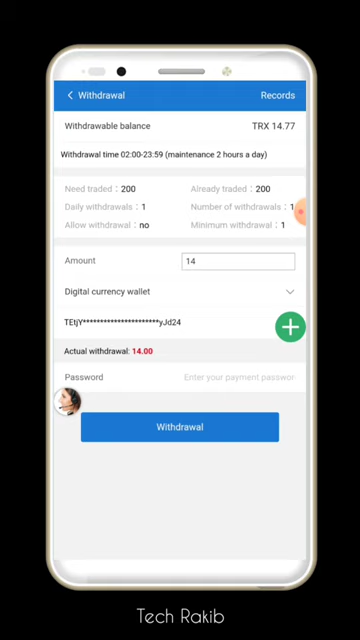 Withdrawal Records
Withdrawable balance TRX 14.77
Withdrawal time 02:00-23:59 (maintenance 2 hours a day)
Need traded : 200 Already traded : 200
Daily withdrawals : 1 Number of withdrawals : 1
Allow withdrawal : no Minimum withdrawal : 1
Amount 14
Digital currency wallet
TEtjY**********************yJd24
Actual withdrawal: 14.00
Password Enter your payment passwor
Withdrawal
Tech Rakib